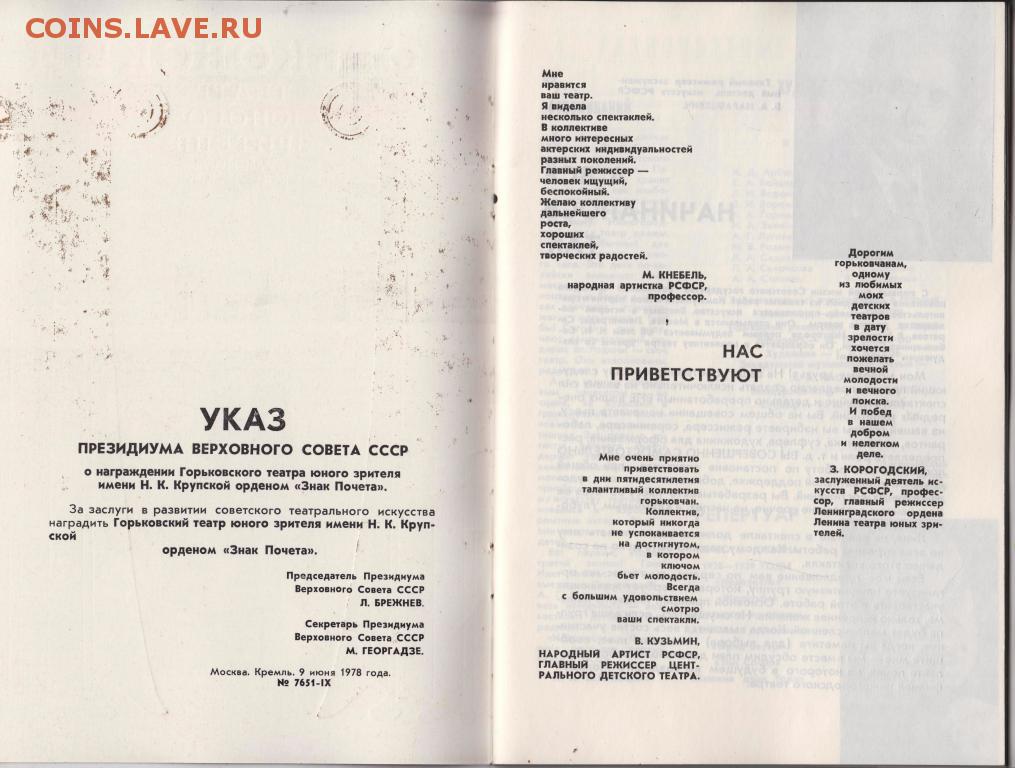 COINS.LAVE.RU
УКАЗ
ПРЕЗИДИУМА ВЕРХОВНОГО СОВЕТА СССР
о награждении Горьковского театра юного зрителя
имени Н. К. Крупской орденом «Знак Почета».
За заслуги в развитии советского театрального искусства
наградить Горьковский театр юного зрителя имени Н. К. Круп-
ской
орденом «Знак Почета».
Председатель Президиума
Верховного Совета СССР
Л. БРЕЖНЕВ.
Секретарь Президиума
Верховного Совета СССР
М. ГЕОРГАДЗЕ.
Москва. Кремль. 9 июня 1978 года.
№ 7651-IX
Мне
нравится
ваш театр.
Я видела
несколько спектаклей.
В коллективе
много интересных
актерских индивидуальностей
разных поколений.
Главный режиссер —
человек ищущий,
беспокойный.
Желаю коллективу
дальнейшего
роста,
хороших
спектаклей,
творческих радостей.
М. КНЕБЕЛЬ,
народная артистка РСФСР,
профессор.
НАС
ПРИВЕТСТВУЮТ
Мне очень приятно
приветствовать
в дни пятидесятилетия
талантливый коллектив
горьковчан.
Коллектив,
который никогда
не успокаивается
на достигнутом,
в котором
ключом
бьет молодость.
Всегда
с большим удовольствием
смотрю
ваши спектакли.
В. КУЗЬМИН,
НАРОДНЫЙ АРТИСТ РСФСР,
ГЛАВНЫЙ РЕЖИССЕР ЦЕНТ-
РАЛЬНОГО ДЕТСКОГО ТЕАТРА.
Дорогим
горьковчанам,
одному
из любимых
моих
детских
театров
в дату
зрелости
хочется
пожелать
вечной
молодости
и вечного
поиска.
И побед
в нашем
добром
и нелегком
деле.
З. КОРОГОДСКИЙ,
заслуженный деятель ис-
кусств РСФСР, профес-
сор, главный режиссер
Ленинградского ордена
Ленина театра юных зри-
телей.